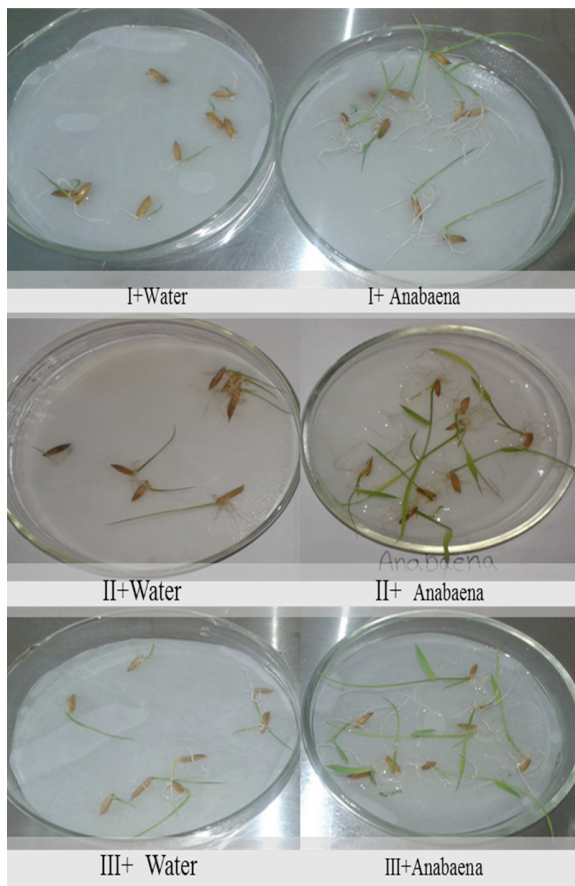 I+Water
I+ Anabaena
Anabaena
II+Water
II+ Anabaena
III+ Water
III+Anabaena